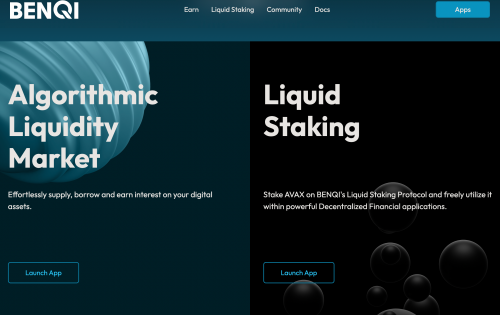 BENQI
Earn Liquid Staking Community Docs Apps
Algorithmic
Liquidity
Market
Effortlessly supply, borrow and earn interest on your digital
assets.
Launch App
Liquid
Staking
Stake AVAX on BENQI's Liquid Staking Protocol and freely utilize it
within powerful Decentralized Financial applications.
Launch App